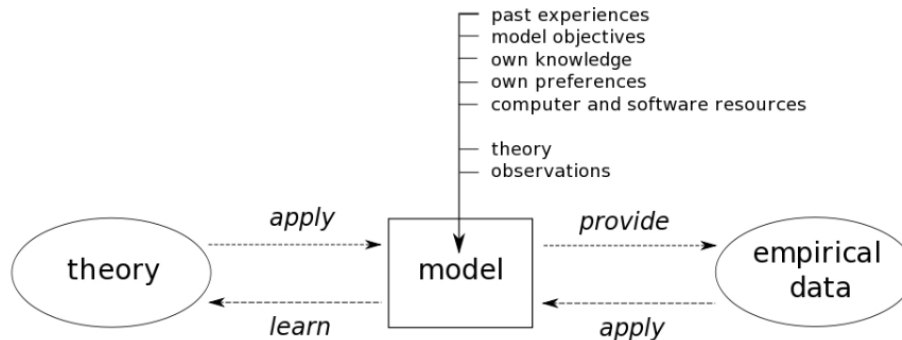 past experiences
model objectives
own knowledge
own preferences
computer and software resources
theory
observations
apply
provide
theory
model
empirical
data
learn
apply